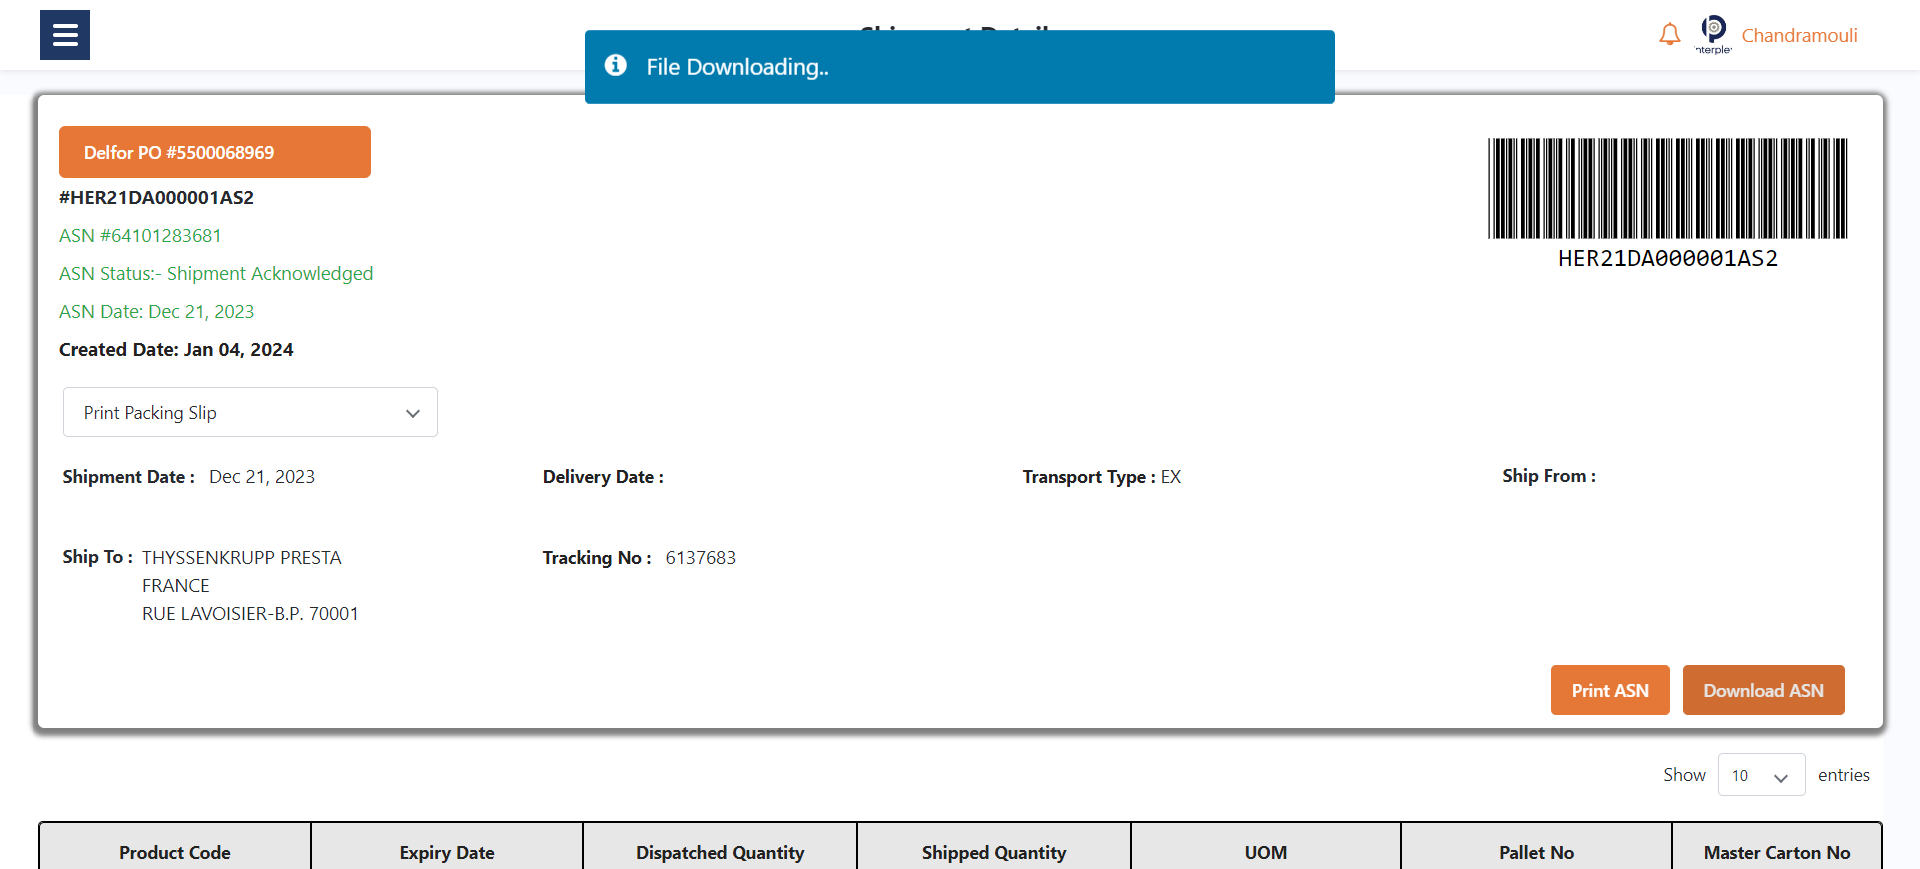 File Downloading..
nterple
Chandramouli
Delfor PO #5500068969
#HER21DA000001AS2
ASN #64101283681
ASN Status:- Shipment Acknowledged
ASN Date: Dec 21, 2023
Created Date: Jan 04, 2024
HER21DA000001AS2
Print Packing Slip
Shipment Date : Dec 21, 2023
Delivery Date :
Transport Type : EX
Ship From :
Ship To : THYSSENKRUPP PRESTA
FRANCE
RUE LAVOISIER-B.P. 70001
Tracking No : 6137683
Print ASN
Download ASN
Show 10 entries
Product Code
Expiry Date
Dispatched Quantity
Shipped Quantity
UOM
Pallet No
Master Carton No